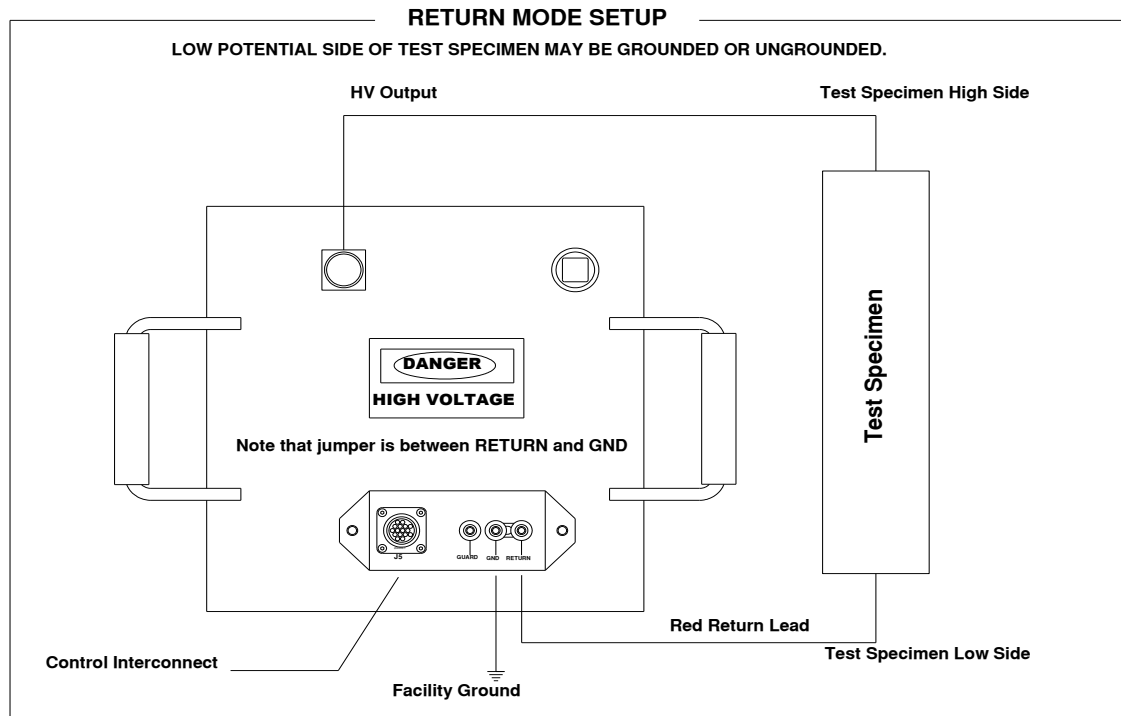 RETURN MODE SETUP
LOW POTENTIAL SIDE OF TEST SPECIMEN MAY BE GROUNDED OR UNGROUNDED.
HV Output
Test Specimen High Side
Test Specimen
DANGER
HIGH VOLTAGE
Note that jumper is between RETURN and GND
J5
GUARD
GND
RETURN
Red Return Lead
Test Specimen Low Side
Control Interconnect
Facility Ground